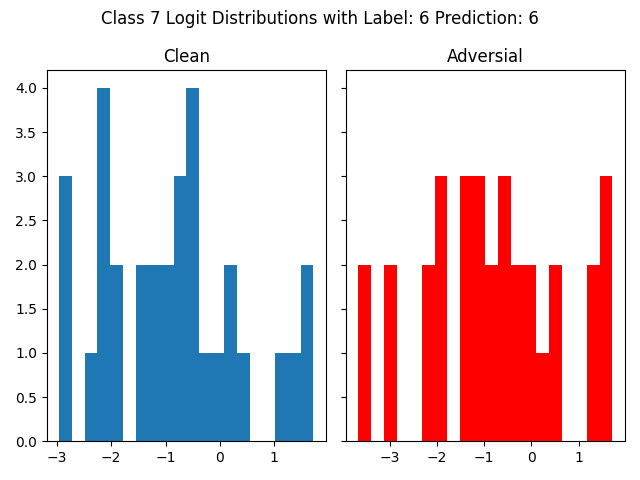 Class 7 Logit Distributions with Label: 6 Prediction: 6
Clean
Adversial
4.0
3.5
3.0
2.5
2.0
1.5
1.0
0.5
0.0
−3 −2 −1 0 1
−3 −2 −1 0 1